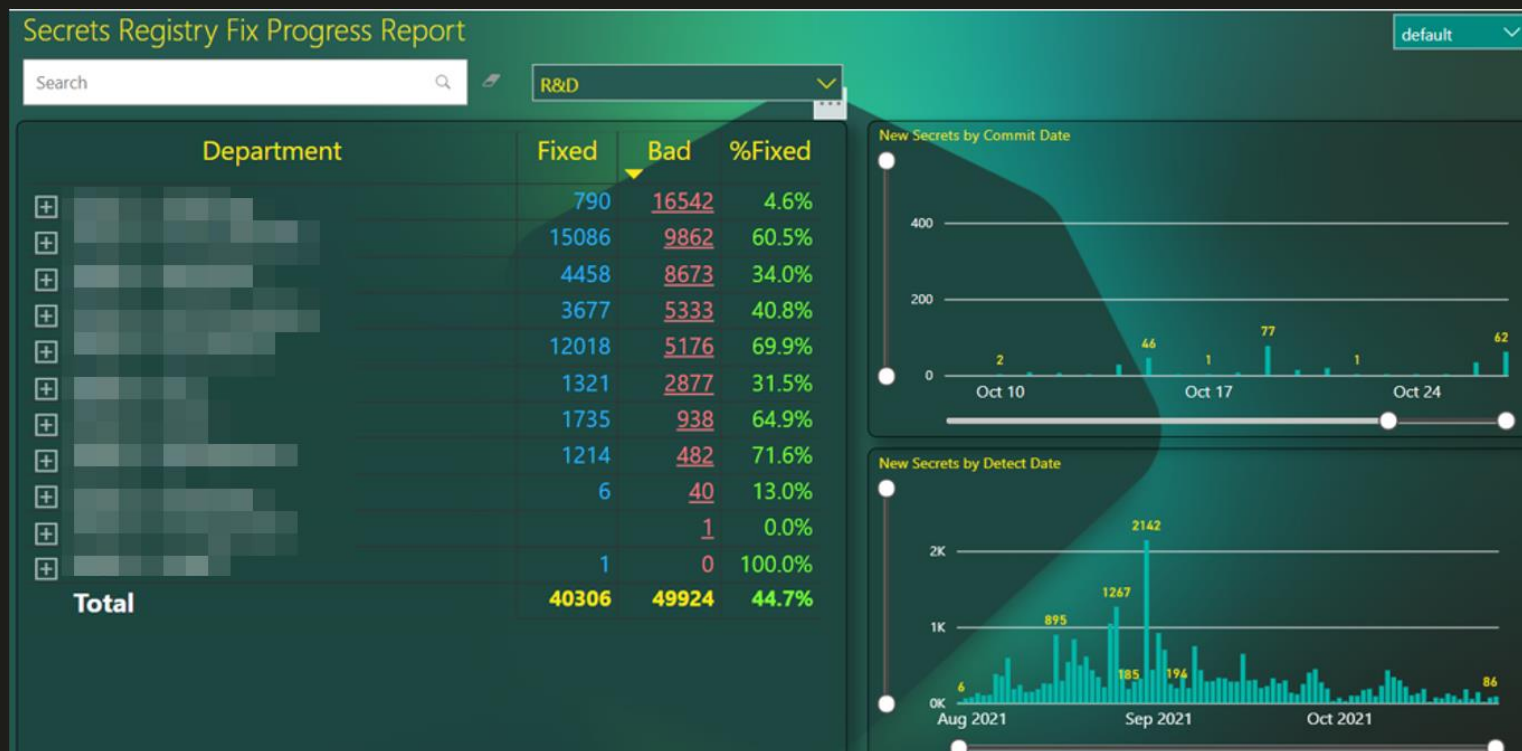 Secrets Registry Fix Progress Report
default
Search
R&D
Department Fixed Bad %Fixed
790 16542 4.6%
15086 9862 60.5%
4458 8673 34.0%
3677 5333 40.8%
12018 5176 69.9%
1321 2877 31.5%
1735 938 64.9%
1214 482 71.6%
6 40 13.0%
1 0.0%
1 0 100.0%
Total 40306 49924 44.7%
New Secrets by Commit Date
400
200
0
2 46 1 77 1 62
Oct 10 Oct 17 Oct 24
New Secrets by Detect Date
2K
1K
0K
6 895 1267 185 2142 194 86
Aug 2021 Sep 2021 Oct 2021